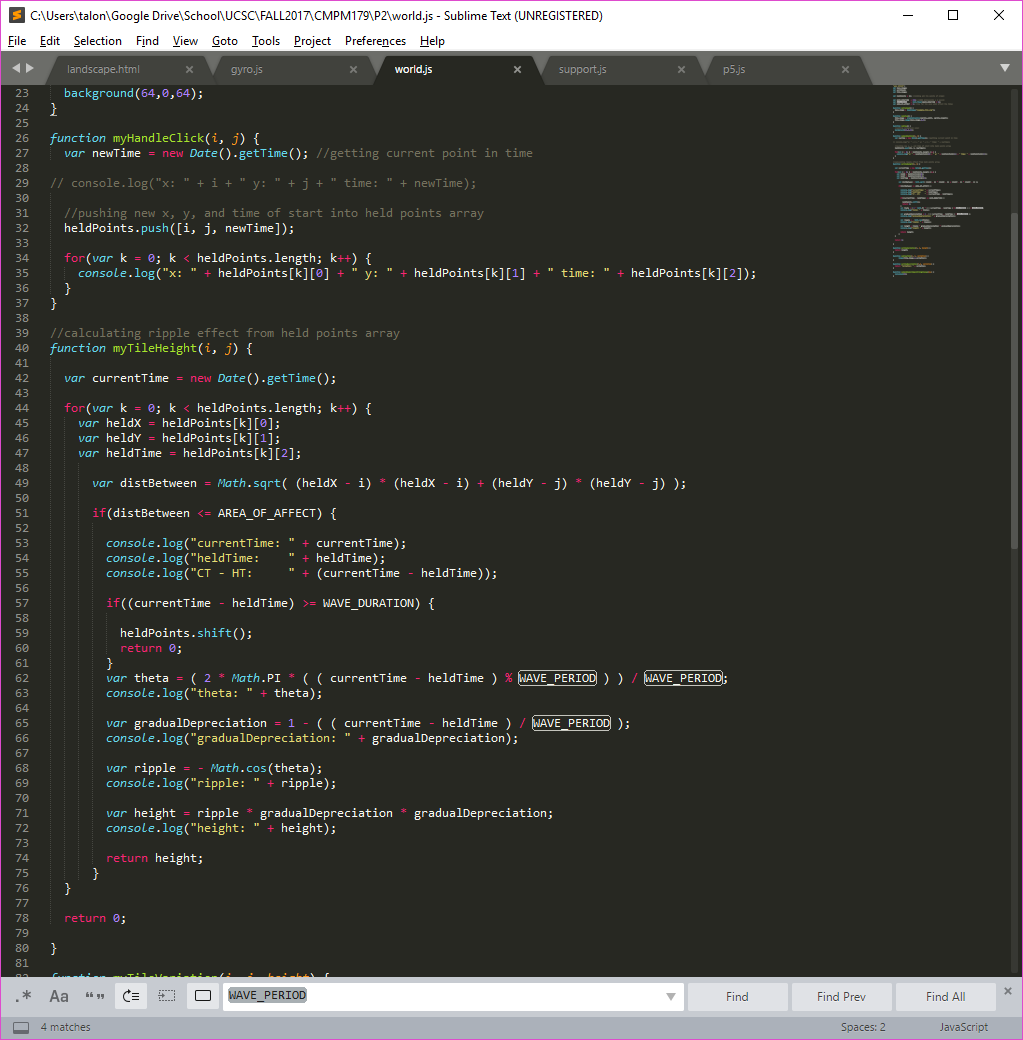 C:\Users\talon\Google Drive\School\UCSC\FALL2017\CMPM179\P2\world.js - Sublime Text (UNREGISTERED)
File Edit Selection Find View Goto Tools Project Preferences Help
landscape.html gyro.js world.js support.js p5.js
23   background(64,0,64);
24 }
25
26 function myHandleClick(i, j) {
27   var newTime = new Date().getTime(); //getting current point in time
28
29 // console.log("x: " + i + " y: " + j + " time: " + newTime);
30
31   //pushing new x, y, and time of start into held points array
32   heldPoints.push([i, j, newTime]);
33
34   for(var k = 0; k < heldPoints.length; k++) {
35     console.log("x: " + heldPoints[k][0] + " y: " + heldPoints[k][1] + " time: " + heldPoints[k][2]);
36   }
37 }
38
39 //calculating ripple effect from held points array
40 function myTileHeight(i, j) {
41
42   var currentTime = new Date().getTime();
43
44   for(var k = 0; k < heldPoints.length; k++) {
45     var heldX = heldPoints[k][0];
46     var heldY = heldPoints[k][1];
47     var heldTime = heldPoints[k][2];
48
49       var distBetween = Math.sqrt( (heldX - i) * (heldX - i) + (heldY - j) * (heldY - j) );
50
51       if(distBetween <= AREA_OF_AFFECT) {
52
53         console.log("currentTime: " + currentTime);
54         console.log("heldTime:    " + heldTime);
55         console.log("CT - HT:     " + (currentTime - heldTime));
56
57         if((currentTime - heldTime) >= WAVE_DURATION) {
58
59           heldPoints.shift();
60           return 0;
61         }
62         var theta = ( 2 * Math.PI * ( ( currentTime - heldTime ) % WAVE_PERIOD ) ) / WAVE_PERIOD;
63         console.log("theta: " + theta);
64
65         var gradualDepreciation = 1 - ( ( currentTime - heldTime ) / WAVE_PERIOD );
66         console.log("gradualDepreciation: " + gradualDepreciation);
67
68         var ripple = - Math.cos(theta);
69         console.log("ripple: " + ripple);
70
71         var height = ripple * gradualDepreciation * gradualDepreciation;
72         console.log("height: " + height);
73
74         return height;
75       }
76   }
77
78   return 0;
79
80 }
81
82 function myTileVariation(i, j, height) {
.* Aa “” WAVE_PERIOD Find Find Prev Find All
4 matches Spaces: 2 JavaScript